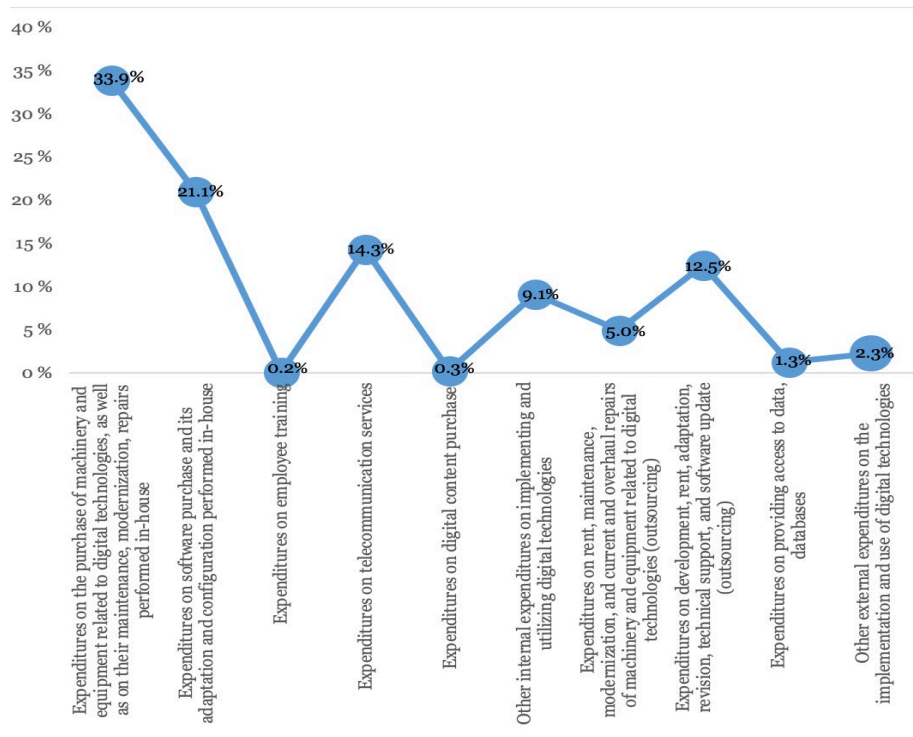 40 %
35 %
30 %
25 %
20 %
15 %
10 %
5 %
0 %
33.9%
21.1%
0.2%
14.3%
0.3%
9.1%
5.0%
12.5%
1.3%
2.3%
Expenditures on the purchase of machinery and
equipment related to digital technologies, as well
as on their maintenance, modernization, repairs
performed in-house
Expenditures on software purchase and its
adaptation and configuration performed in-house
Expenditures on employee training
Expenditures on telecommunication services
Expenditures on digital content purchase
Other internal expenditures on implementing and
utilizing digital technologies
Expenditures on rent, maintenance,
modernization, and current and overhaul repairs
of machinery and equipment related to digital
technologies (outsourcing)
Expenditures on development, rent, adaptation,
revision, technical support, and software update
(outsourcing)
Expenditures on providing access to data,
databases
Other external expenditures on the
implementation and use of digital technologies